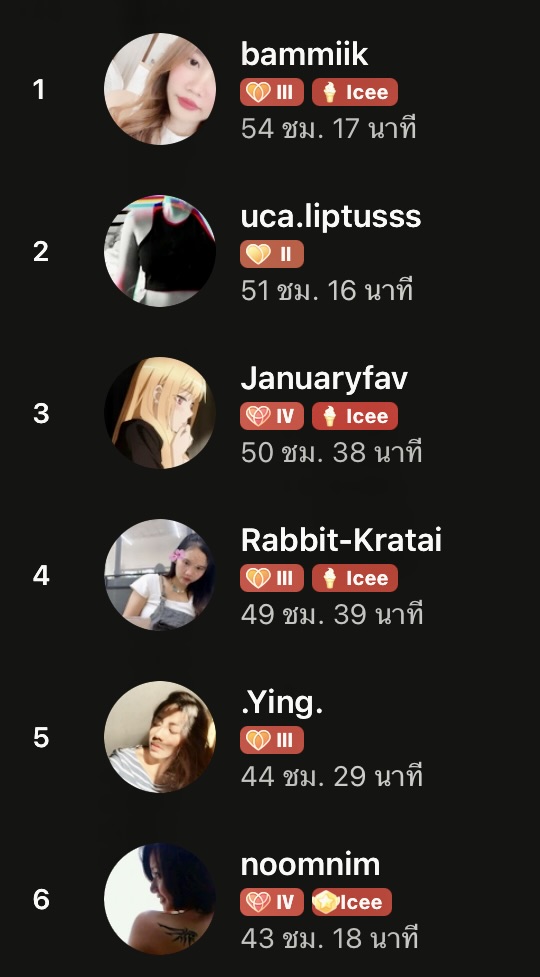 1
bammiik
III Icee
54 ชม. 17 นาที
2
uca.liptusss
II
51 ชม. 16 นาที
3
Januaryfav
IV Icee
50 ชม. 38 นาที
4
Rabbit-Kratai
III Icee
49 ชม. 39 นาที
5
.Ying.
III
44 ชม. 29 นาที
6
noomnim
IV Icee
43 ชม. 18 นาที